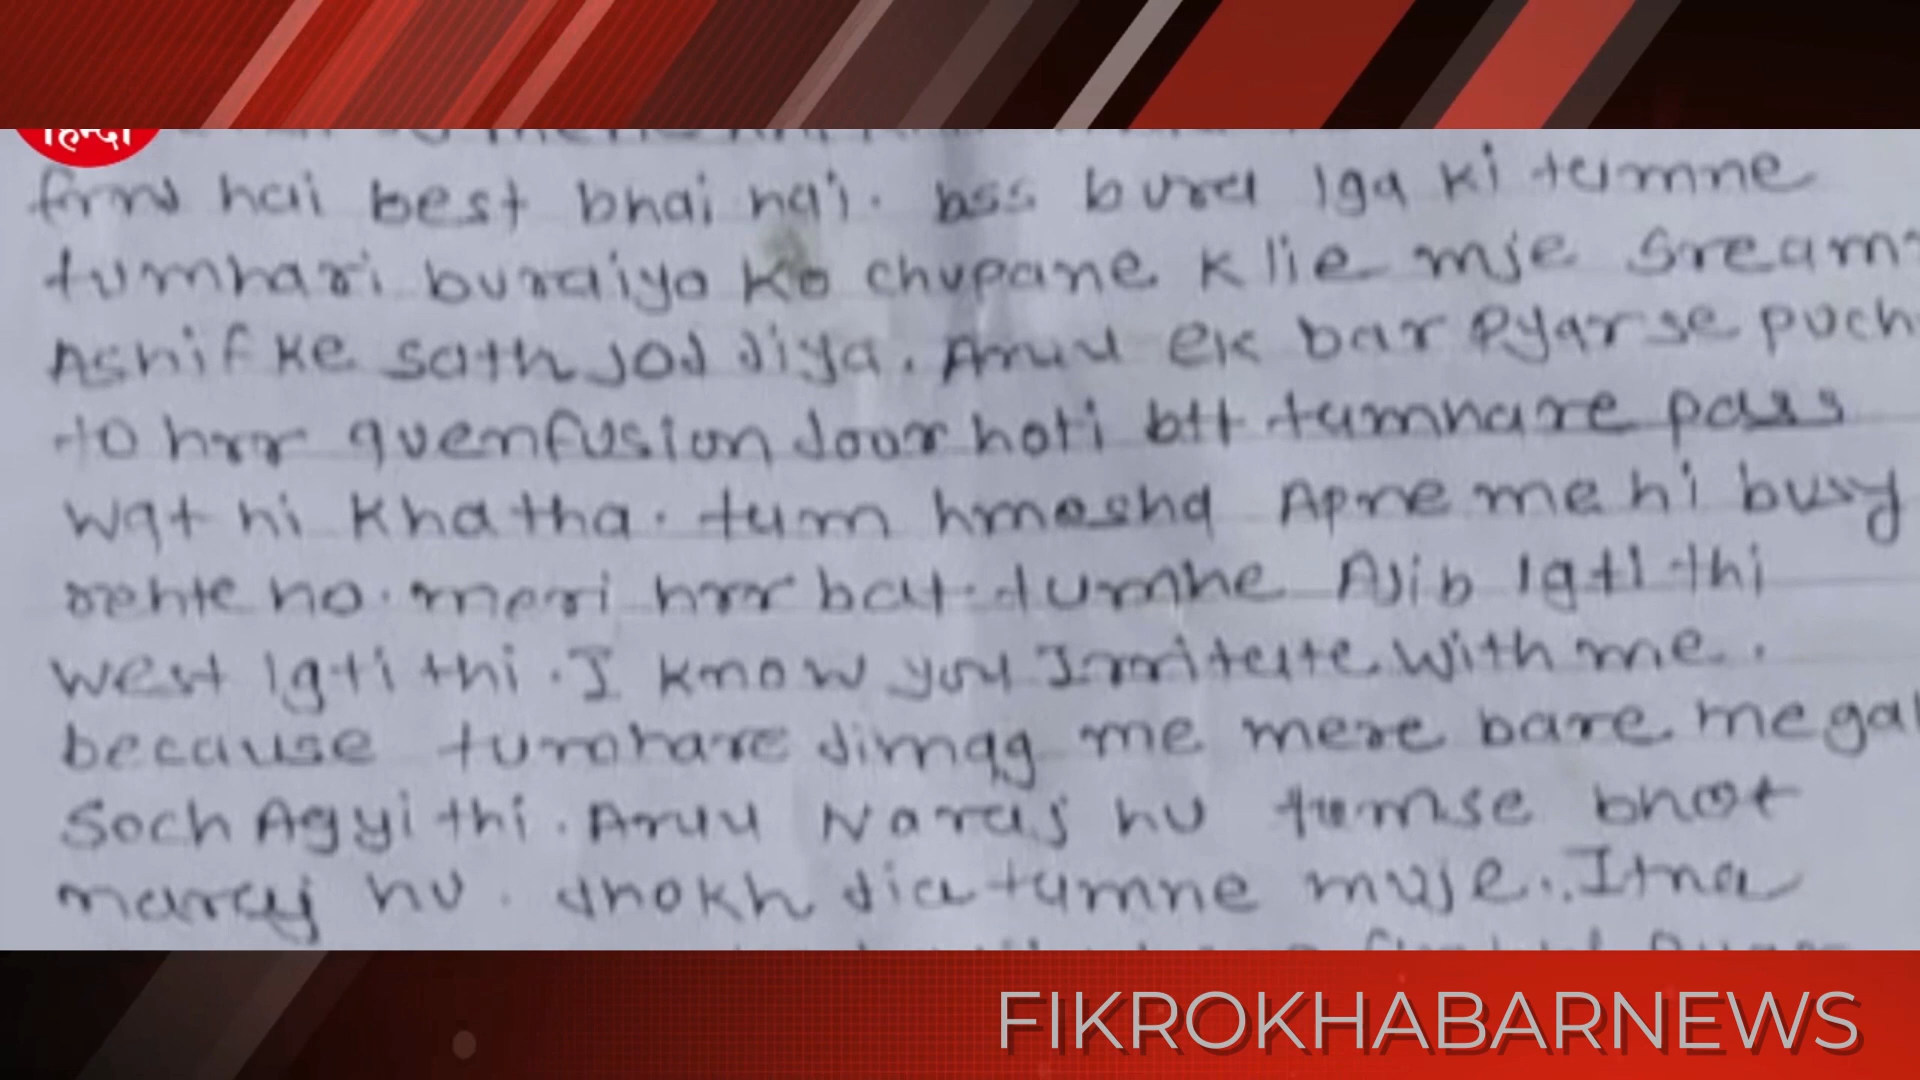 हिन्दी
frnd hai best bhai hai. bss bura lga ki tumne
tumhari buraiyo ko chupane k lie mje
Ashif ke sath jod diya. Aruu ek bar pyar se puch
to hrr quenfusion door hoti btt tumhare pass
wqt hi kha tha. tum hmesha Apne me hi busy
rehte ho. meri hrr bat tumhe Ajib lgti thi
west lgti thi. I know you Irritate with me.
because tumhare dimag me mere bare me gal
Soch Agyi thi. Aruu Naraj hu tumse bhot
naraj hu. dhokh dia tumne muje. Itna
FIKROKHABARNEWS